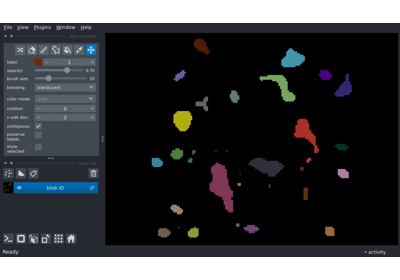 File View Plugins Window Help
label: 1
opacity: 0.70
brush size: 10
blending: translucent
color mode: auto
contour: 0
n edit dim: 2
contiguous:
preserve
labels:
show
selected:
blob ID
Ready
activity